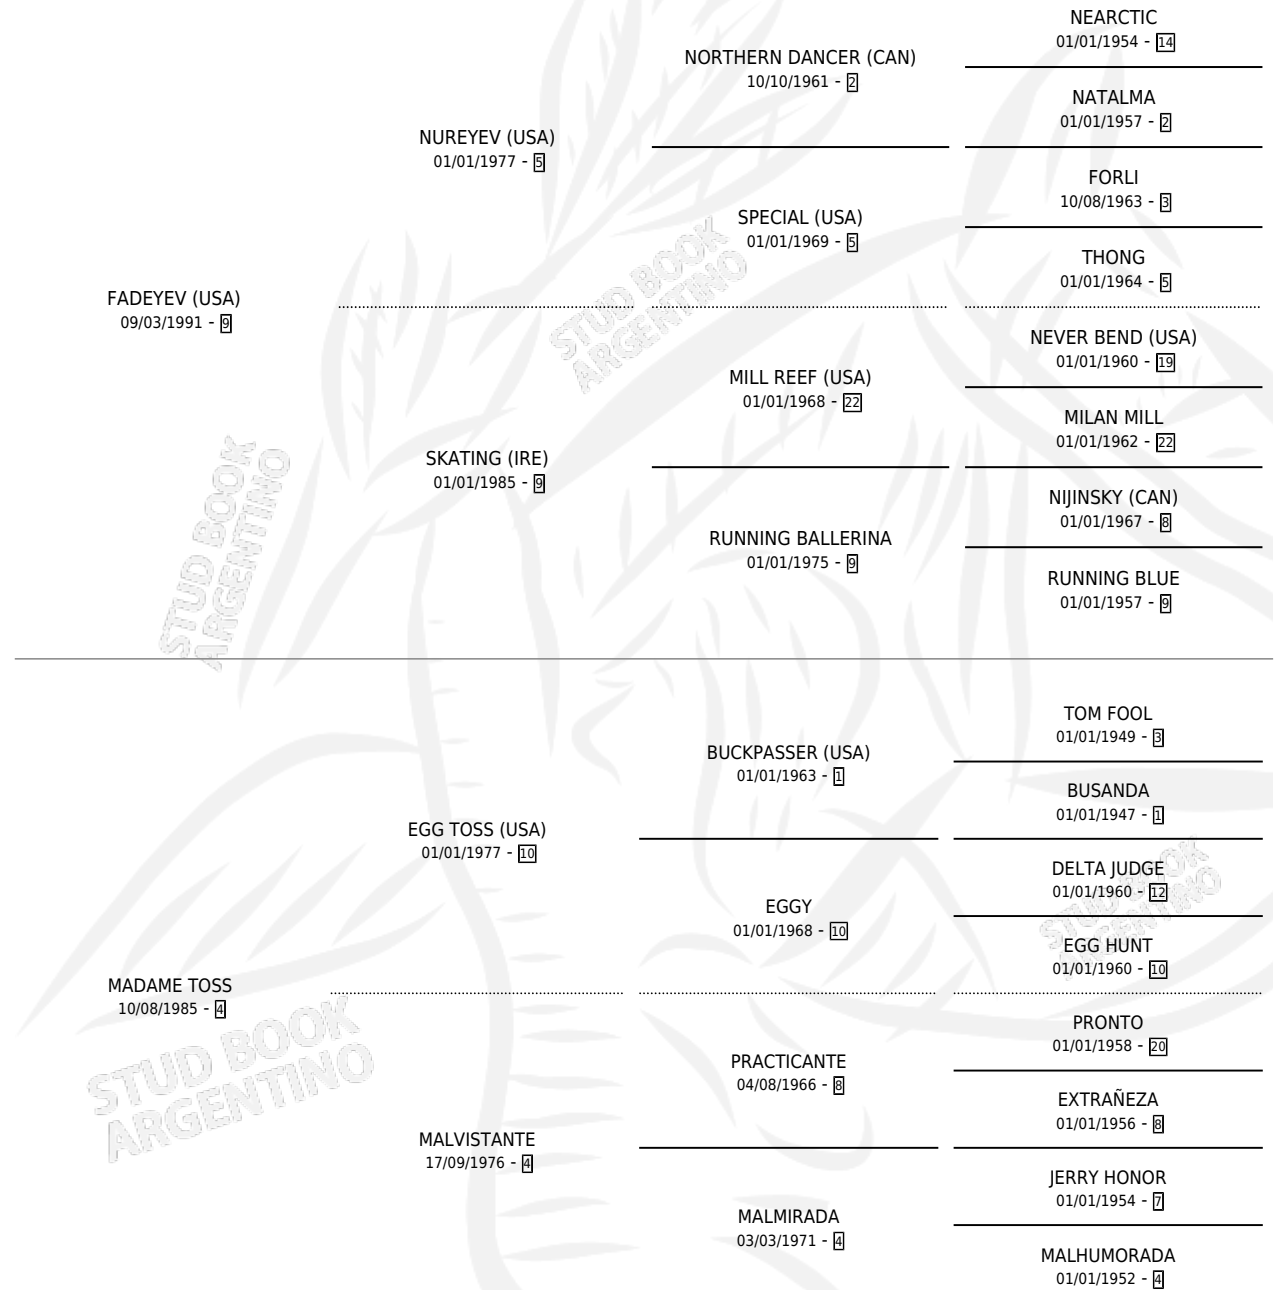 NEARCTIC
01/01/1954 - 14
NORTHERN DANCER (CAN)
10/10/1961 - 2
NATALMA
01/01/1957 - 2
NUREYEV (USA)
01/01/1977 - 5
FORLI
10/08/1963 - 3
SPECIAL (USA)
01/01/1969 - 5
THONG
01/01/1964 - 5
FADEYEV (USA)
09/03/1991 - 9
NEVER BEND (USA)
01/01/1960 - 19
MILL REEF (USA)
01/01/1968 - 22
MILAN MILL
01/01/1962 - 22
SKATING (IRE)
01/01/1985 - 9
NIJINSKY (CAN)
01/01/1967 - 8
RUNNING BALLERINA
01/01/1975 - 9
RUNNING BLUE
01/01/1957 - 9
TOM FOOL
01/01/1949 - 3
BUCKPASSER (USA)
01/01/1963 - 1
BUSANDA
01/01/1947 - 1
EGG TOSS (USA)
01/01/1977 - 10
DELTA JUDGE
01/01/1960 - 12
EGGY
01/01/1968 - 10
EGG HUNT
01/01/1960 - 10
MADAME TOSS
10/08/1985 - 4
PRONTO
01/01/1958 - 20
PRACTICANTE
04/08/1966 - 8
EXTRAÑEZA
01/01/1956 - 8
MALVISTANTE
17/09/1976 - 4
JERRY HONOR
01/01/1954 - 7
MALMIRADA
03/03/1971 - 4
MALHUMORADA
01/01/1952 - 4
STUD BOOK
ARGENTINO
STUD BOOK
ARGENTINO
STUD BOOK
ARGENTINO
STUD BOOK
ARGENTINO